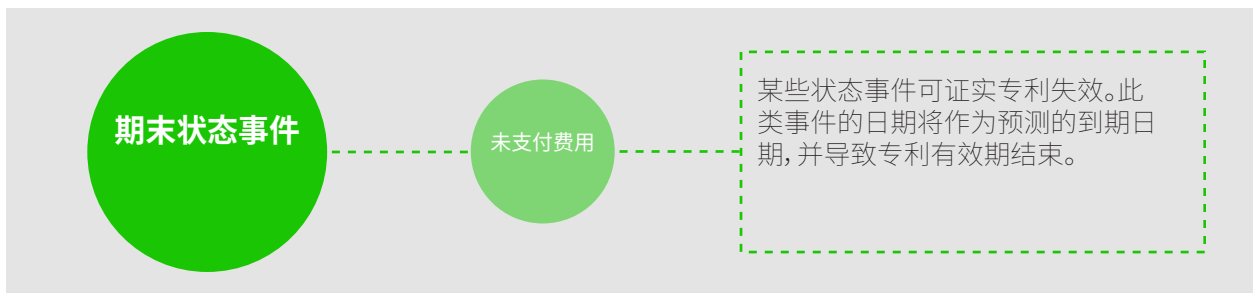 期末状态事件
未支付费用
某些状态事件可证实专利失效。此
类事件的日期将作为预测的到期日
期，并导致专利有效期结束。